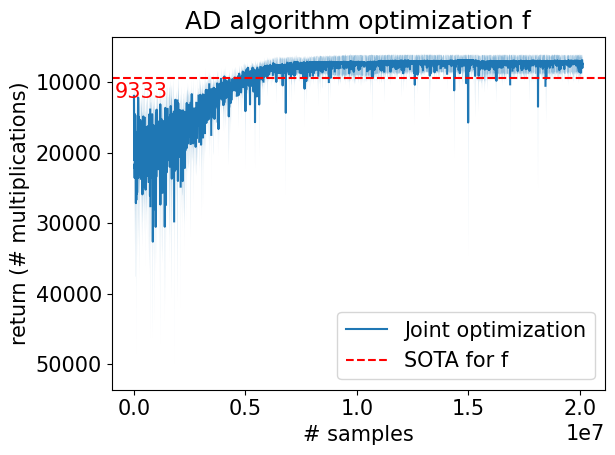 AD algorithm optimization f
return (# multiplications)
10000
20000
30000
40000
50000
9333
Joint optimization
SOTA for f
0.0
0.5
1.0
1.5
2.0
1e7
# samples